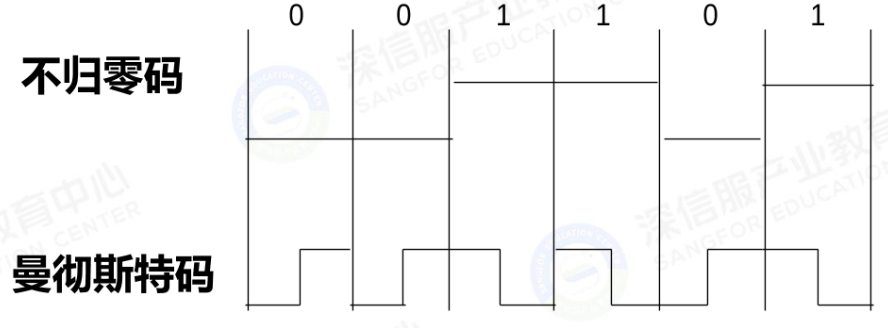 0 0 1 1 0 1
不归零码
曼彻斯特码
深信服产业教育中心
SANGFOR EDUCATION CENTER
深信服产业教育
SANGFOR EDUCATION
教育中心
CENTER